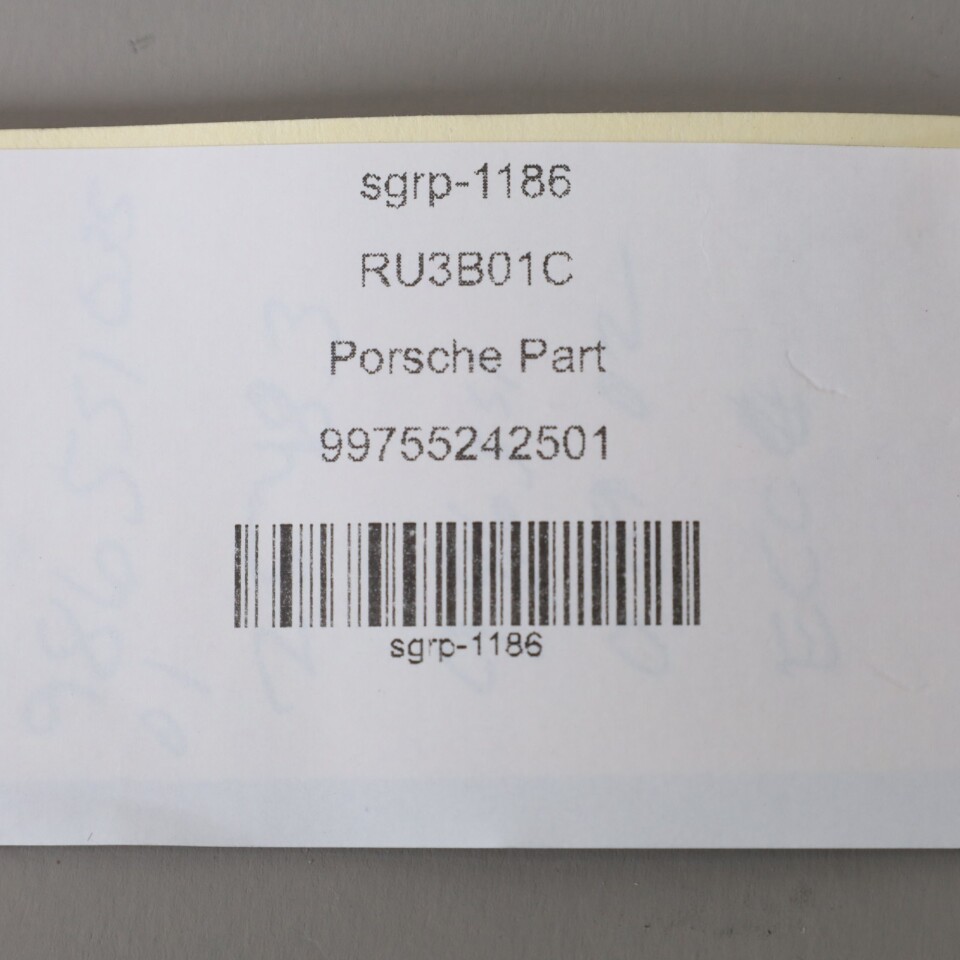 sgrp-1186
RU3B01C
Porsche Part
99755242501
sgrp-1186